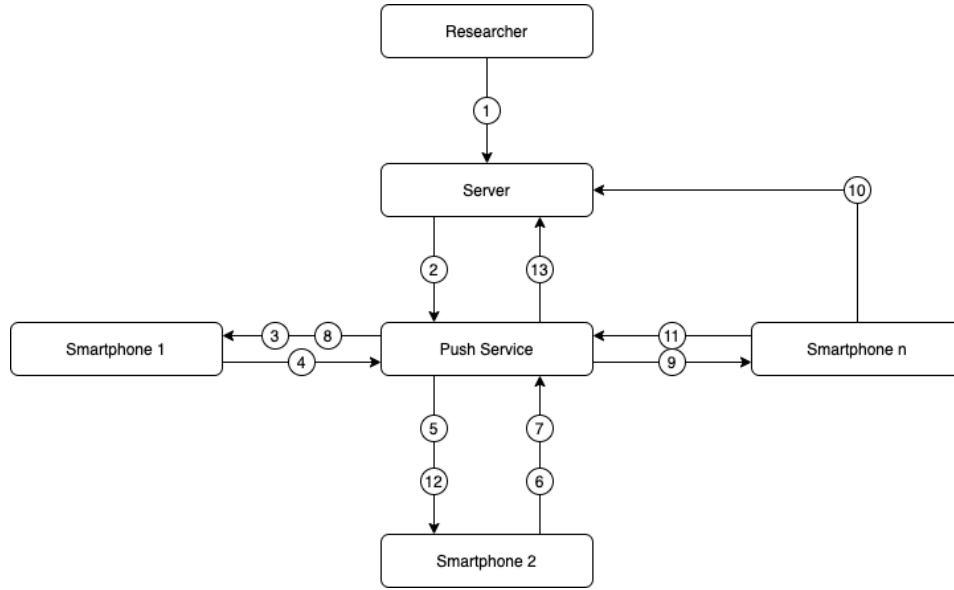 Researcher
1
Server
10
2
13
3
8
11
Smartphone 1
Push Service
Smartphone n
4
9
5
7
12
6
Smartphone 2